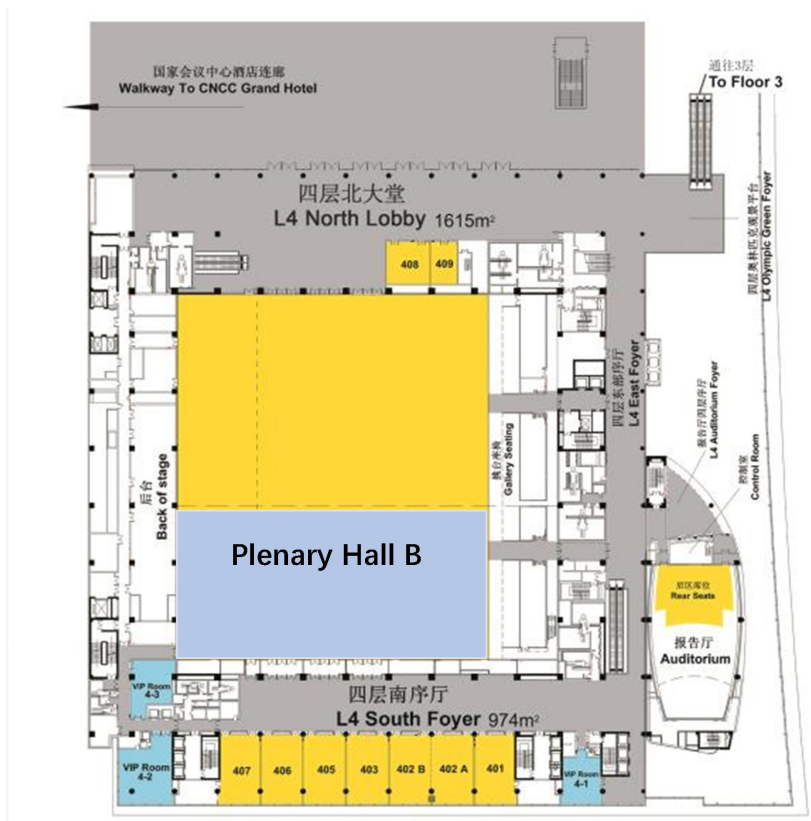 国家会议中心酒店连廊
Walkway To CNCC Grand Hotel
通往3层
To Floor 3
四层北大堂
L4 North Lobby 1615m²
四层奥林匹克观景平台
L4 Olympic Green Foyer
408
409
四层东部序厅
L4 East Foyer
报告厅四层序厅
L4 Auditorium Foyer
控制室
Control Room
挑台座椅
Gallery Seating
后台
Back of stage
Plenary Hall B
后区席位
Rear Seats
报告厅
Auditorium
VIP Room
4-3
四层南序厅
L4 South Foyer 974m²
VIP Room
4-2
407
406
405
403
402 B
402 A
401
VIP Room
4-1